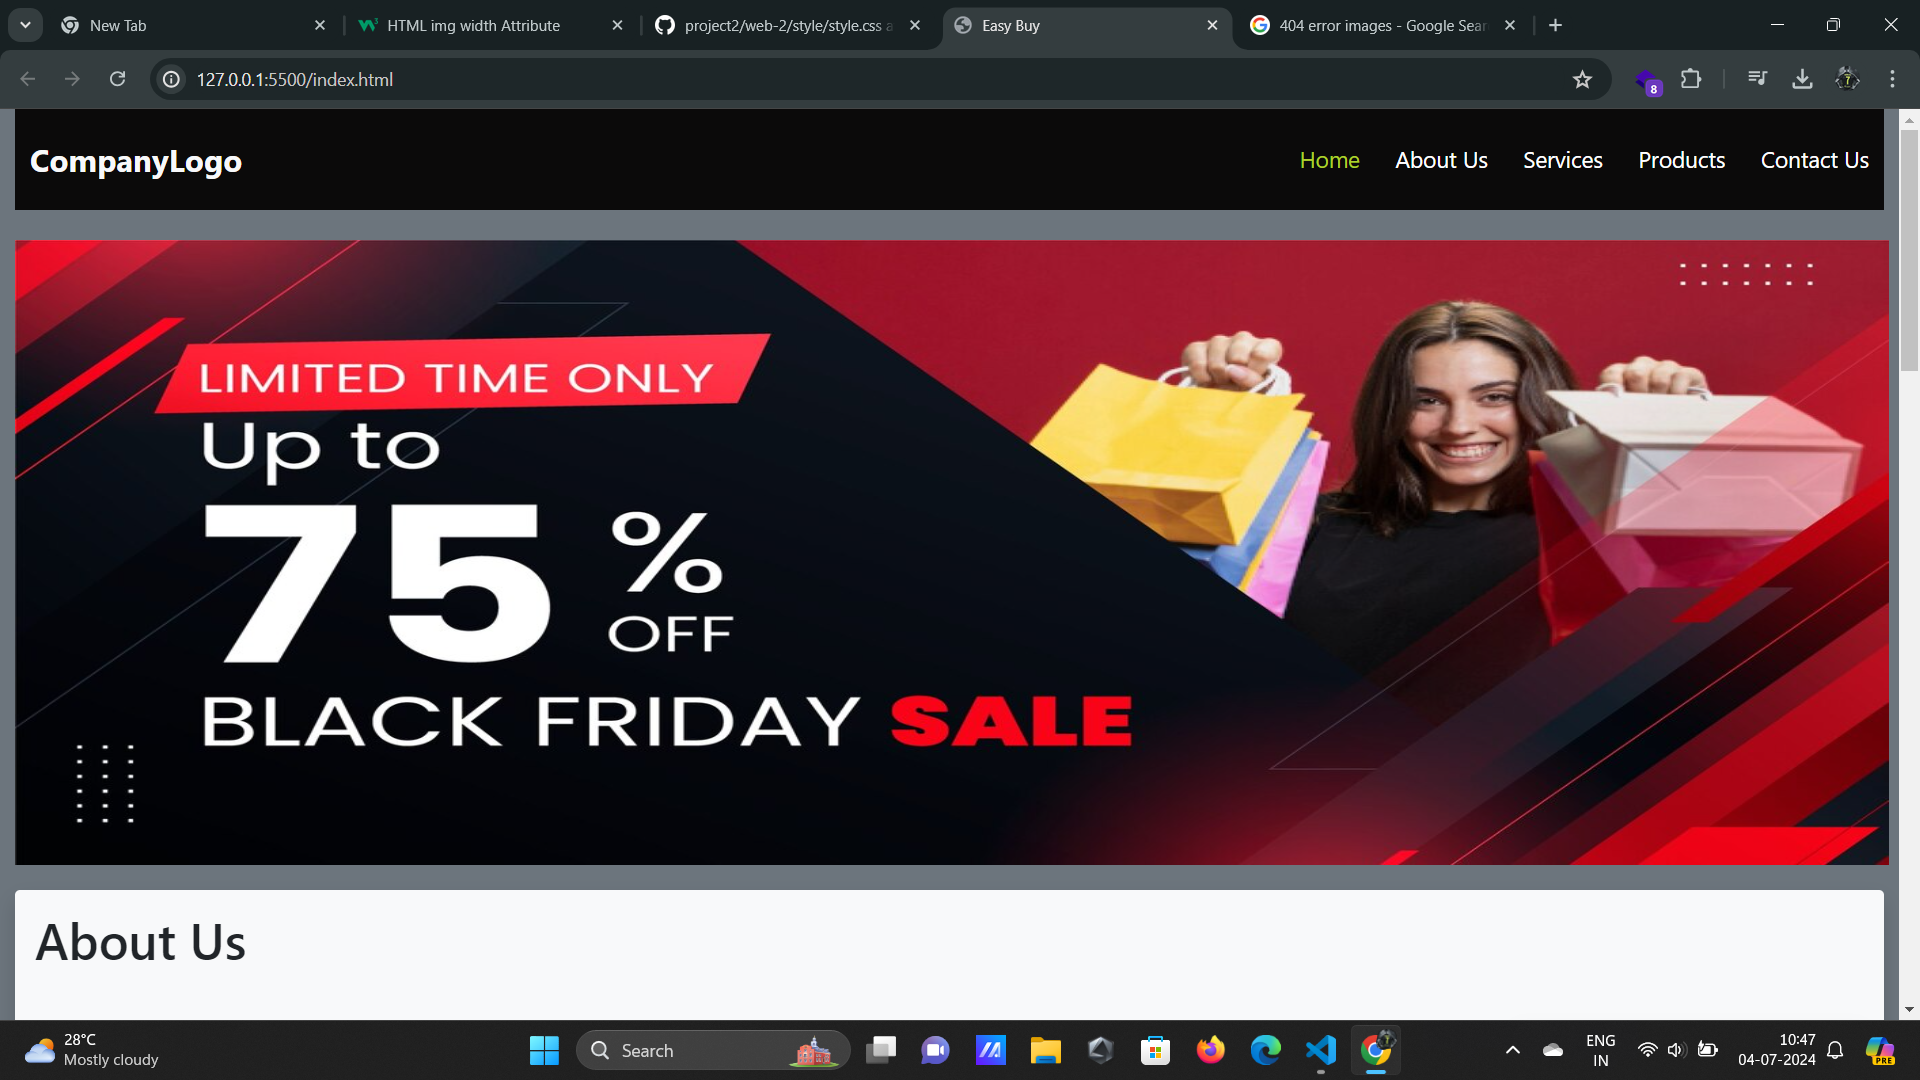 New Tab
HTML img width Attribute
project2/web-2/style/style.css a
Easy Buy
404 error images - Google Sear
127.0.0.1:5500/index.html
8
CompanyLogo
Home
About Us
Services
Products
Contact Us
LIMITED TIME ONLY
Up to
75
%
OFF
BLACK FRIDAY SALE
About Us
28°C
Mostly cloudy
Search
ENG
IN
10:47
04-07-2024
PRE